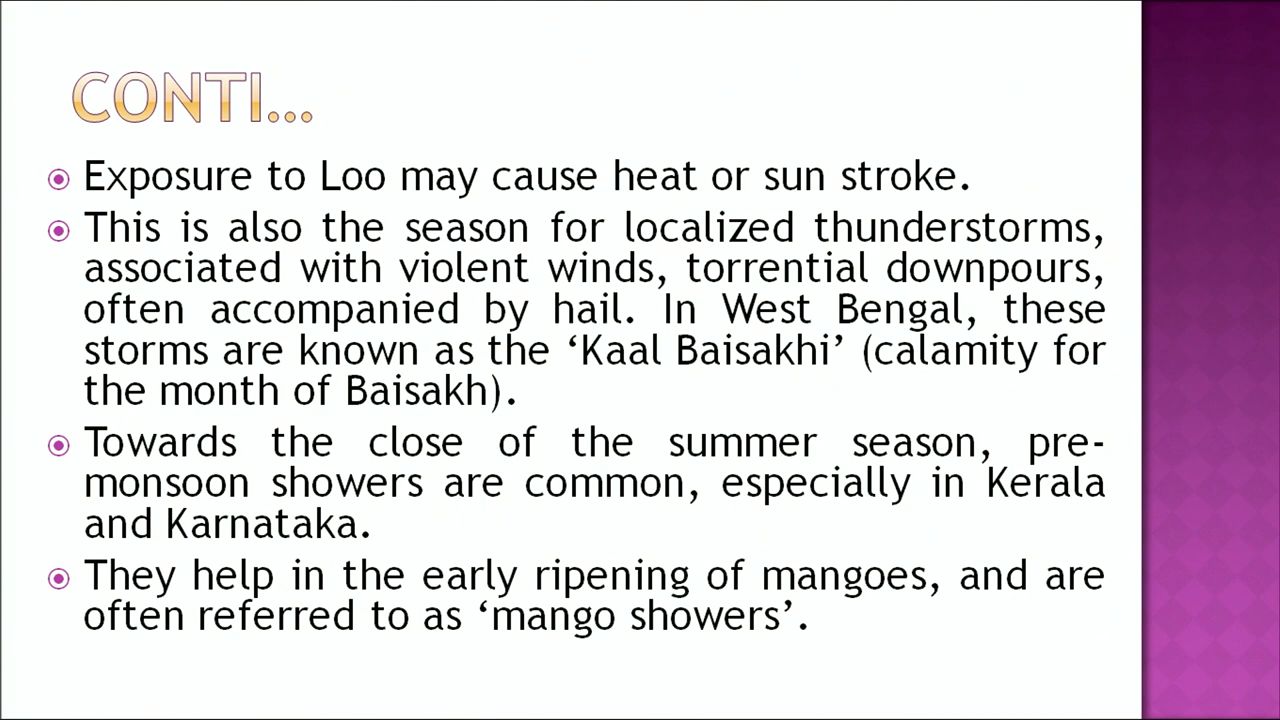 CONTI...
Exposure to Loo may cause heat or sun stroke.
This is also the season for localized thunderstorms,
associated with violent winds, torrential downpours,
often accompanied by hail. In West Bengal, these
storms are known as the ‘Kaal Baisakhi’ (calamity for
the month of Baisakh).
Towards the close of the summer season, pre-
monsoon showers are common, especially in Kerala
and Karnataka.
They help in the early ripening of mangoes, and are
often referred to as ‘mango showers’.